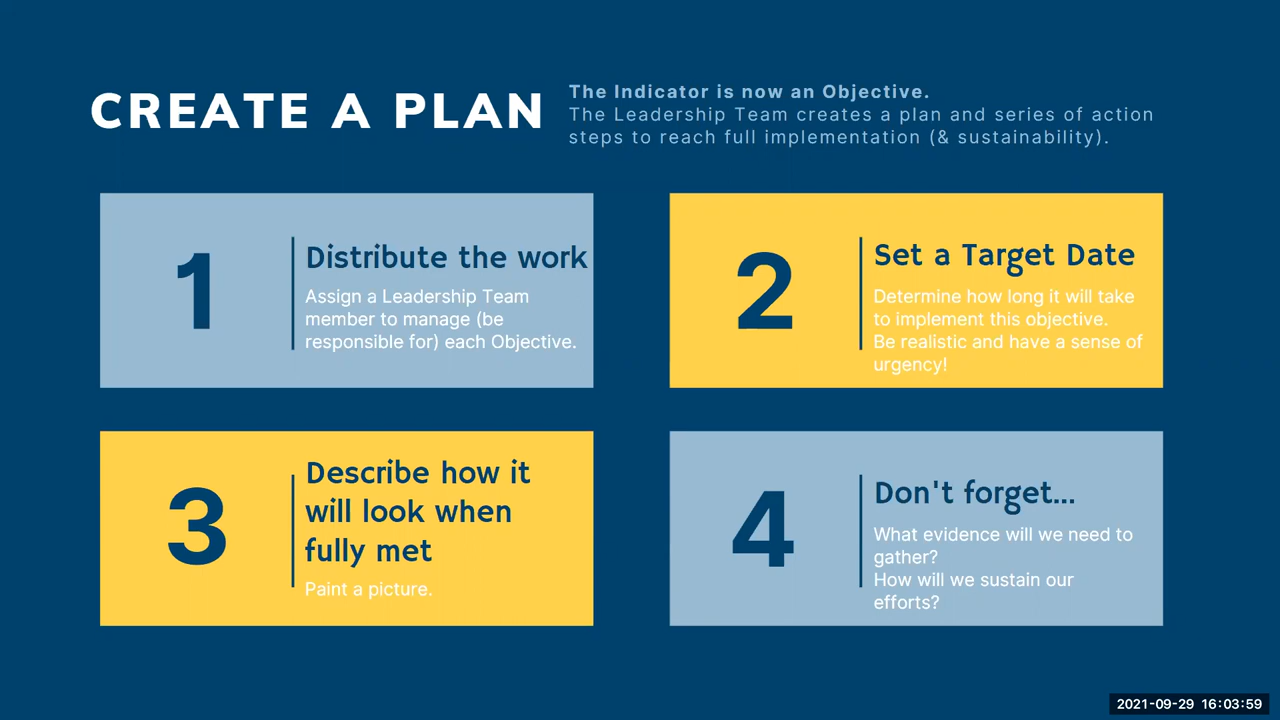 CREATE A PLAN
The Indicator is now an Objective.
The Leadership Team creates a plan and series of action
steps to reach full implementation (& sustainability).
1
Distribute the work
Assign a Leadership Team
member to manage (be
responsible for) each Objective.
2
Set a Target Date
Determine how long it will take
to implement this objective.
Be realistic and have a sense of
urgency!
3
Describe how it
will look when
fully met
Paint a picture.
4
Don't forget...
What evidence will we need to
gather?
How will we sustain our
efforts?
2021-09-29 16:03:59